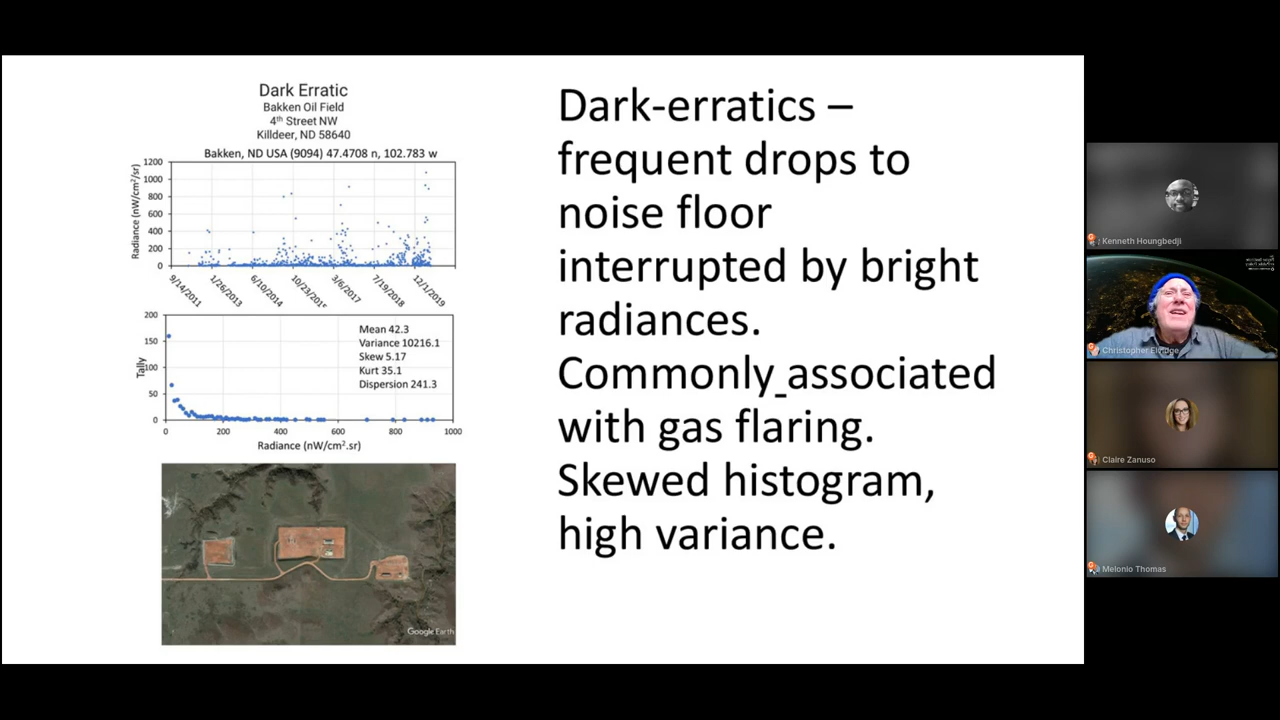 Dark Erratic
Bakken Oil Field
4th Street NW
Killdeer, ND 58640
Bakken, ND USA (9094) 47.4708 n, 102.783 w
Radiance (nW/cm²/sr)
1200
1000
800
600
400
200
0
9/14/2011
1/26/2013
6/10/2014
10/23/2015
3/6/2017
7/19/2018
12/1/2019
Tally
200
150
100
50
0
Mean 42.3
Variance 10216.1
Skew 5.17
Kurt 35.1
Dispersion 241.3
0 200 400 600 800 1000
Radiance (nW/cm².sr)
Google Earth
Dark-erratics –
frequent drops to
noise floor
interrupted by bright
radiances.
Commonly associated
with gas flaring.
Skewed histogram,
high variance.
Kenneth Houngbedji
Christopher Elvidge
Claire Zanuso
Melonio Thomas